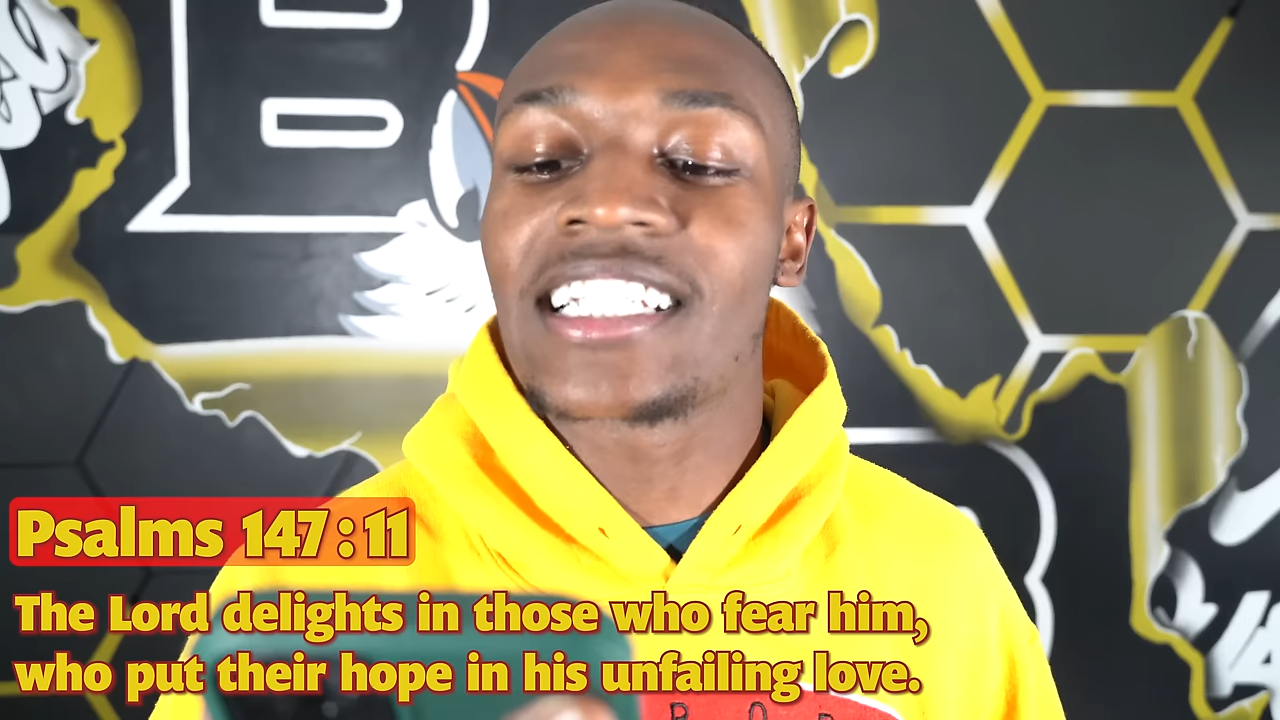 B
Psalms 147:11
The Lord delights in those who fear him,
who put their hope in his unfailing love.